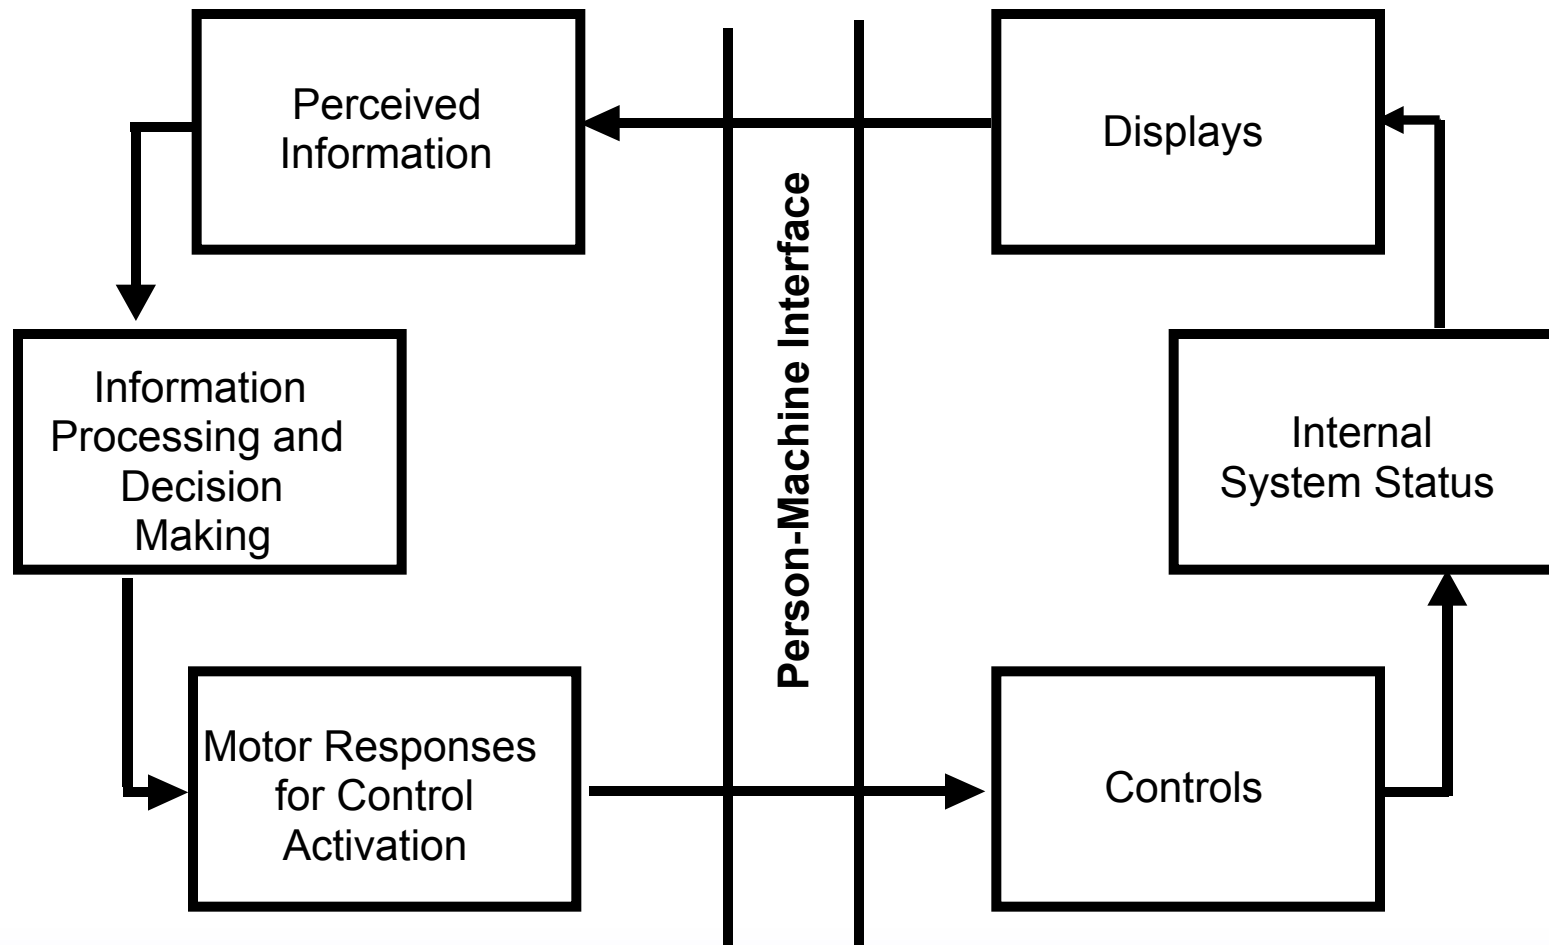 Perceived
Information
Displays
Person-Machine Interface
Information
Processing and
Decision
Making
Internal
System Status
Motor Responses
for Control
Activation
Controls